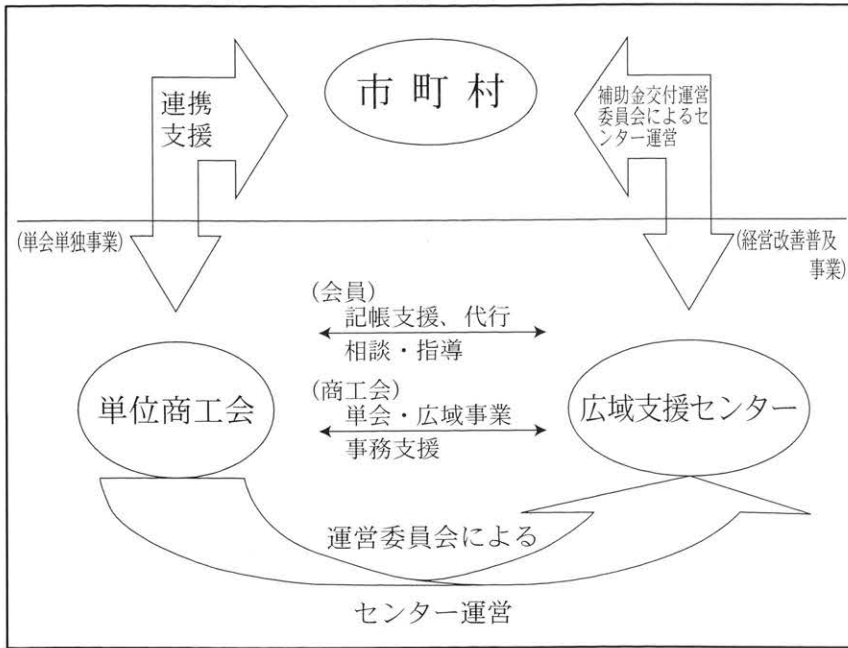 市町村
連携
支援
補助金交付運営
委員会によるセ
ンター運営
(単会単独事業)
(経営改善普及
事業)
(会員)
記帳支援、代行
相談・指導
(商工会)
単会・広域事業
事務支援
単位商工会
広域支援センター
運営委員会による
センター運営